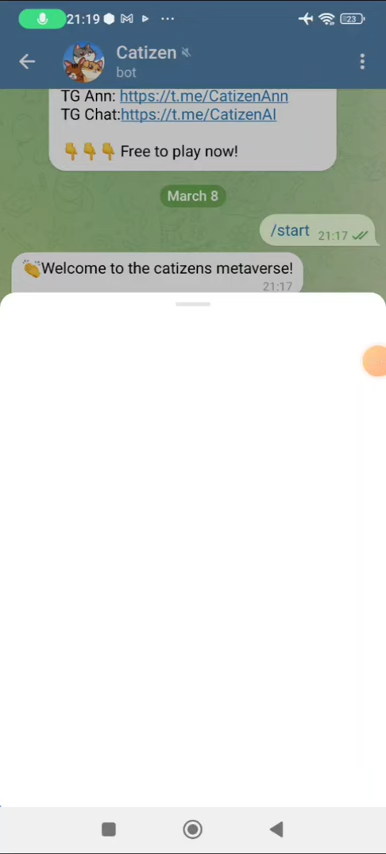 21:19
23
Catizen
bot
TG Ann: https://t.me/CatizenAnn
TG Chat:https://t.me/CatizenAI
👇👇👇 Free to play now!
March 8
/start 21:17
👏Welcome to the catizens metaverse!
21:17